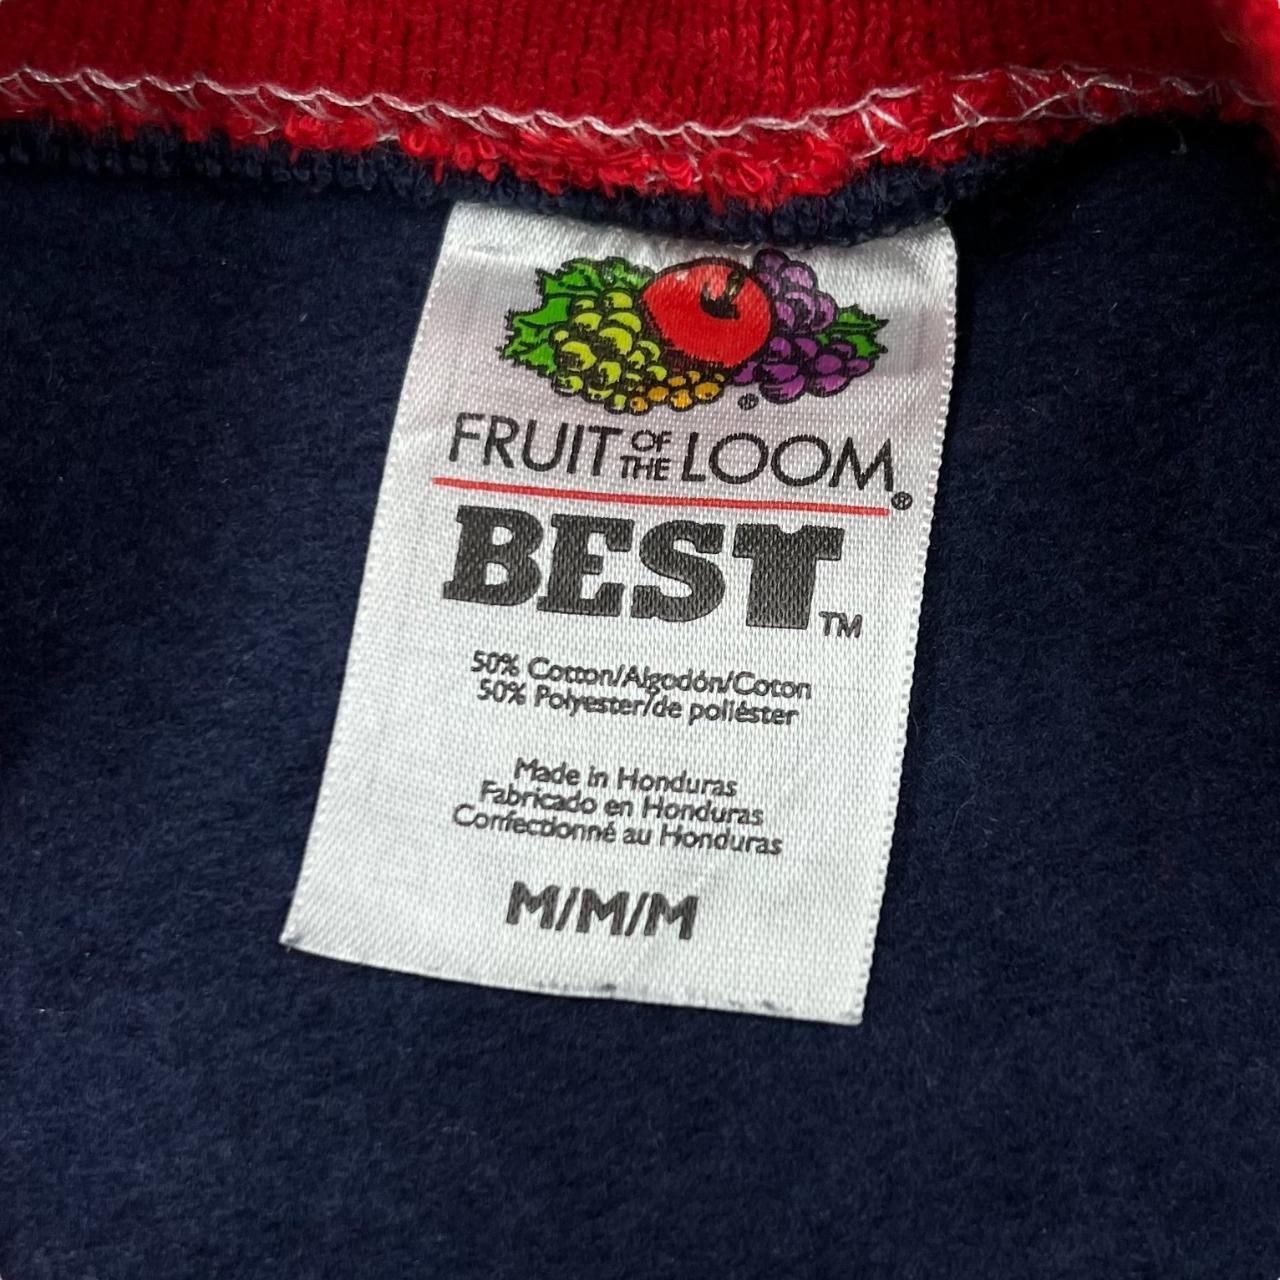 ®
FRUIT OF THE LOOM®
BEST™
50% Cotton/Algodón/Coton
50% Polyester/de poliéster
Made in Honduras
Fabricado en Honduras
Confectionné au Honduras
M/M/M